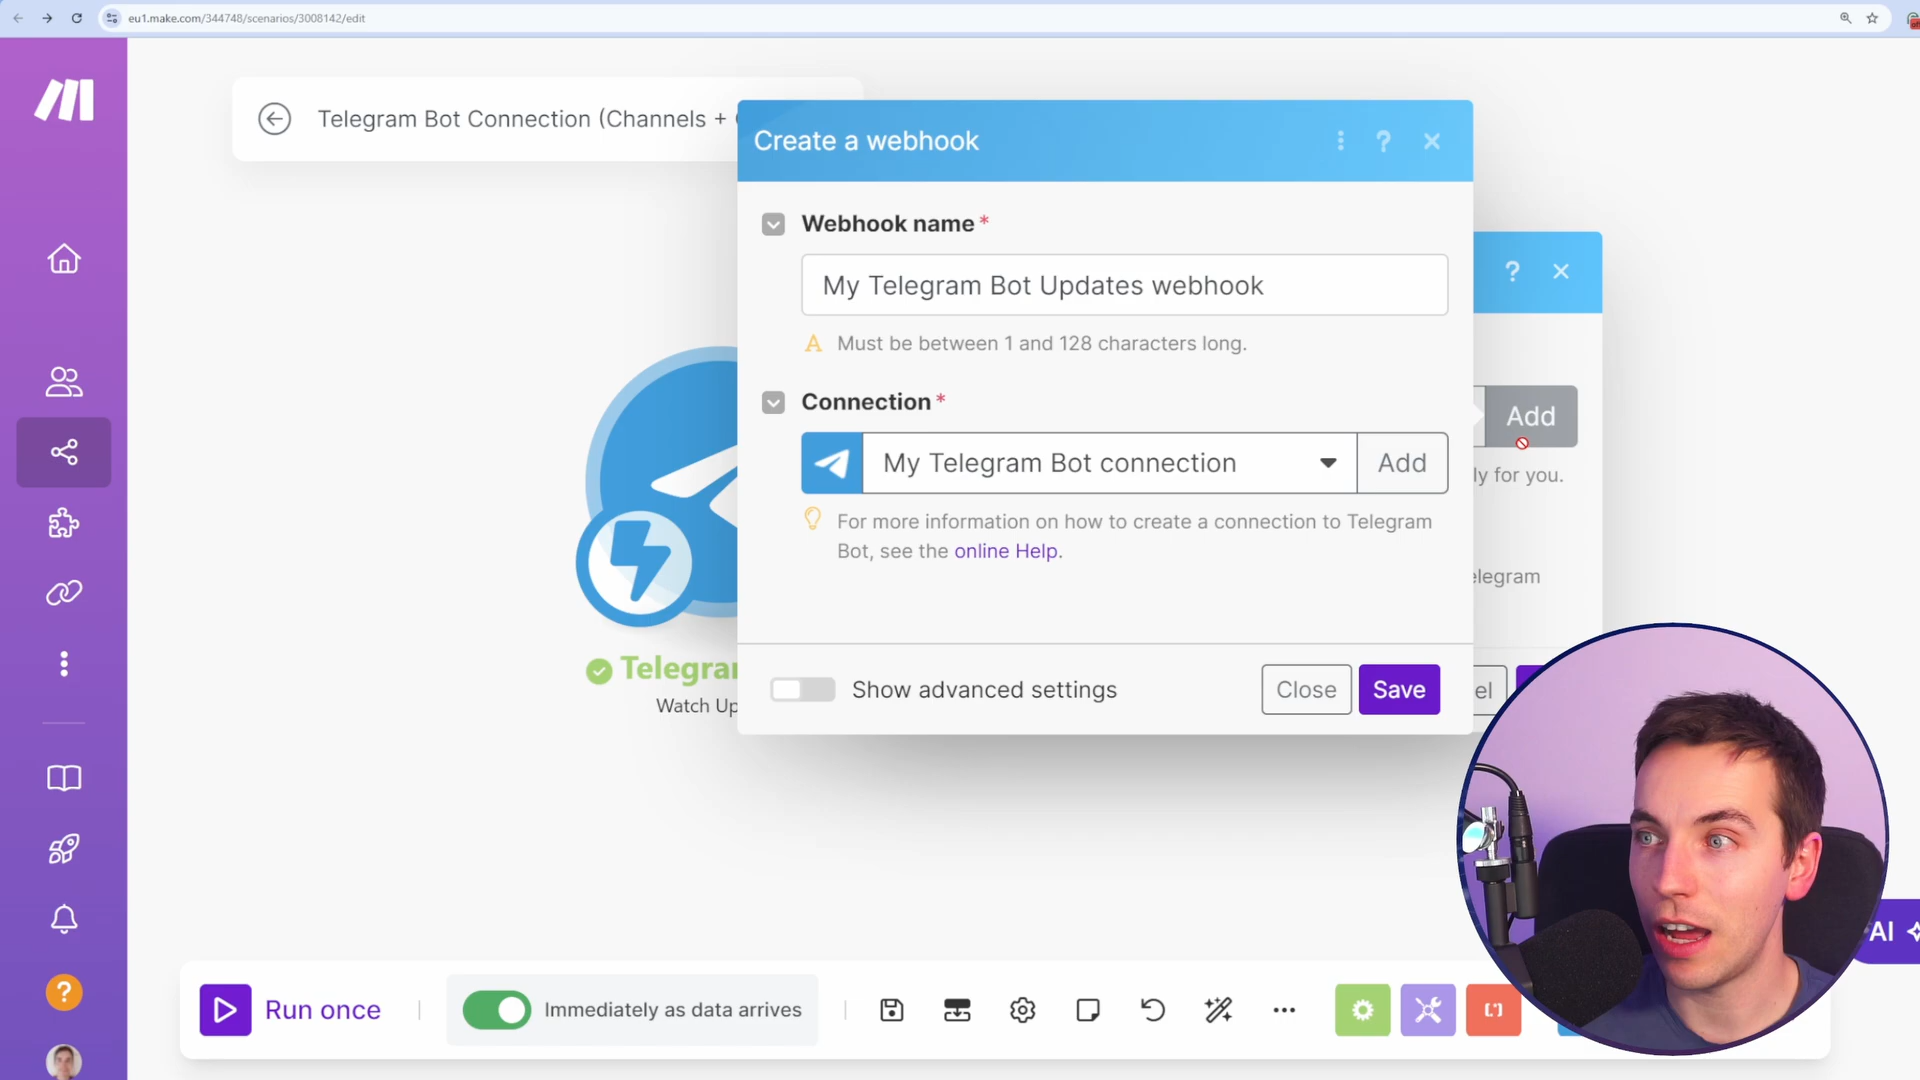 eu1.make.com/344748/scenarios/3008142/edit
Telegram Bot Connection (Channels +
Create a webhook
?
Webhook name *
My Telegram Bot Updates webhook
Must be between 1 and 128 characters long.
Connection *
My Telegram Bot connection
Add
For more information on how to create a connection to Telegram
Bot, see the online Help.
Show advanced settings
Close
Save
?
Add
ly for you.
elegram
el
Telegram
Watch Up
AI
?
Run once
Immediately as data arrives